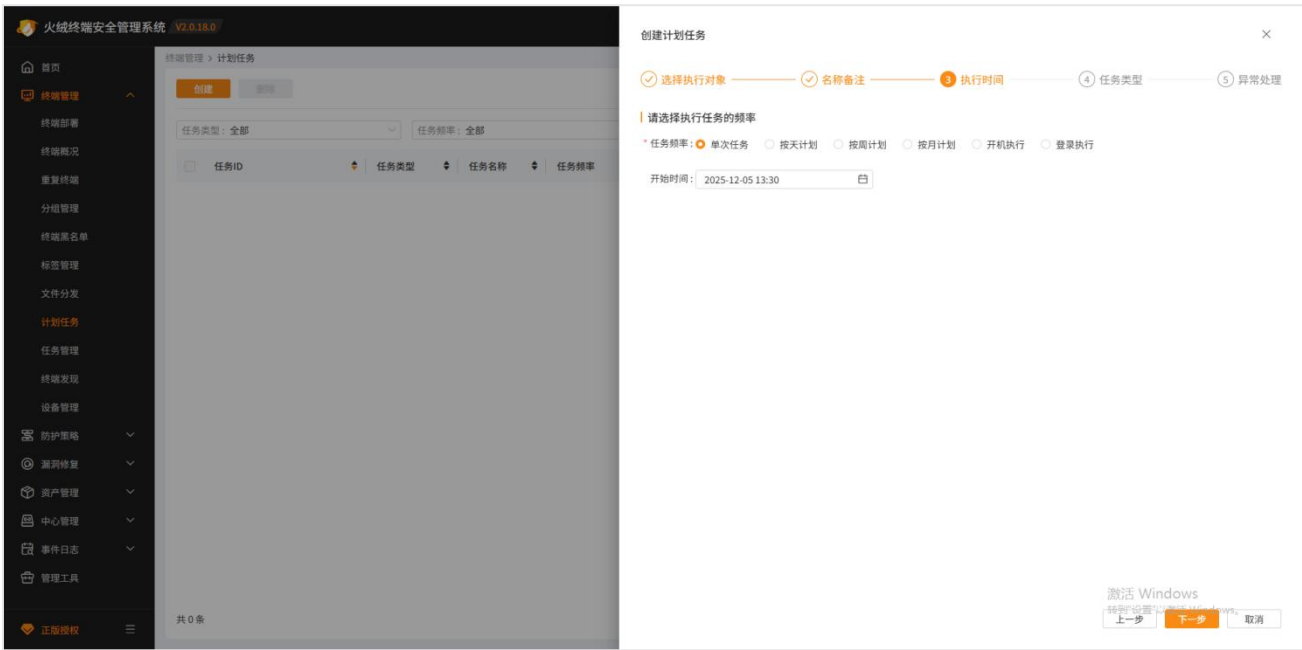 火绒终端安全管理系统 V2.0.18.0
首页
终端管理
终端部署
终端概况
重复终端
分组管理
终端黑名单
标签管理
文件分发
计划任务
任务管理
终端发现
设备管理
防护策略
漏洞修复
资产管理
中心管理
事件日志
管理工具
正版授权
终端管理 > 计划任务
创建 删除
任务类型: 全部 任务频率: 全部
任务ID 任务类型 任务名称 任务频率
共 0 条
创建计划任务
选择执行对象 名称备注 3 执行时间 4 任务类型 5 异常处理
请选择执行任务的频率
* 任务频率: 单次任务 按天计划 按周计划 按月计划 开机执行 登录执行
开始时间: 2025-12-05 13:30
激活 Windows
转到"设置"以激活 Windows。
上一步 下一步 取消